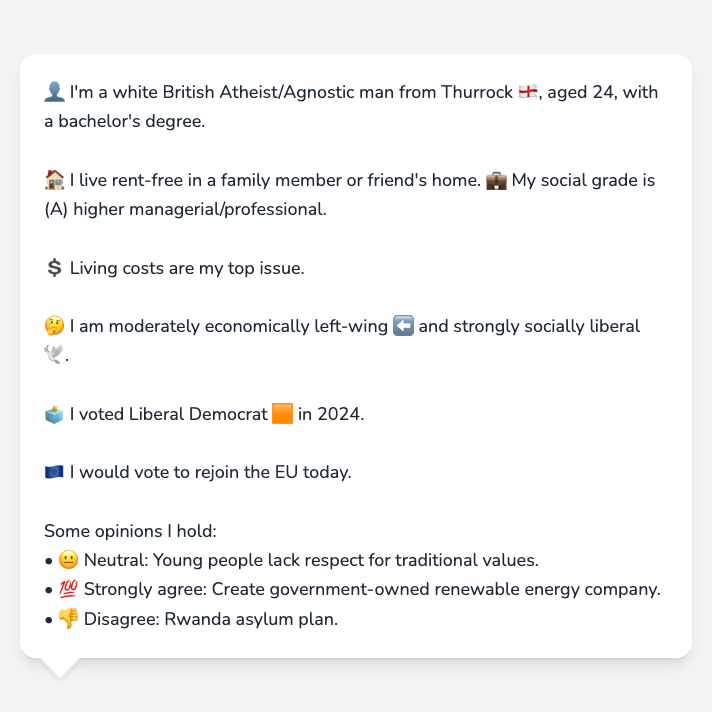 👤 I'm a white British Atheist/Agnostic man from Thurrock 🏴󠁧󠁢󠁥󠁮󠁧󠁿, aged 24, with
a bachelor's degree.
🏠 I live rent-free in a family member or friend's home. 💼 My social grade is
(A) higher managerial/professional.
💲 Living costs are my top issue.
🤔 I am moderately economically left-wing ⬅️ and strongly socially liberal
🕊️.
🗳️ I voted Liberal Democrat 🟧 in 2024.
🇪🇺 I would vote to rejoin the EU today.
Some opinions I hold:
• 😐 Neutral: Young people lack respect for traditional values.
• 💯 Strongly agree: Create government-owned renewable energy company.
• 👎 Disagree: Rwanda asylum plan.